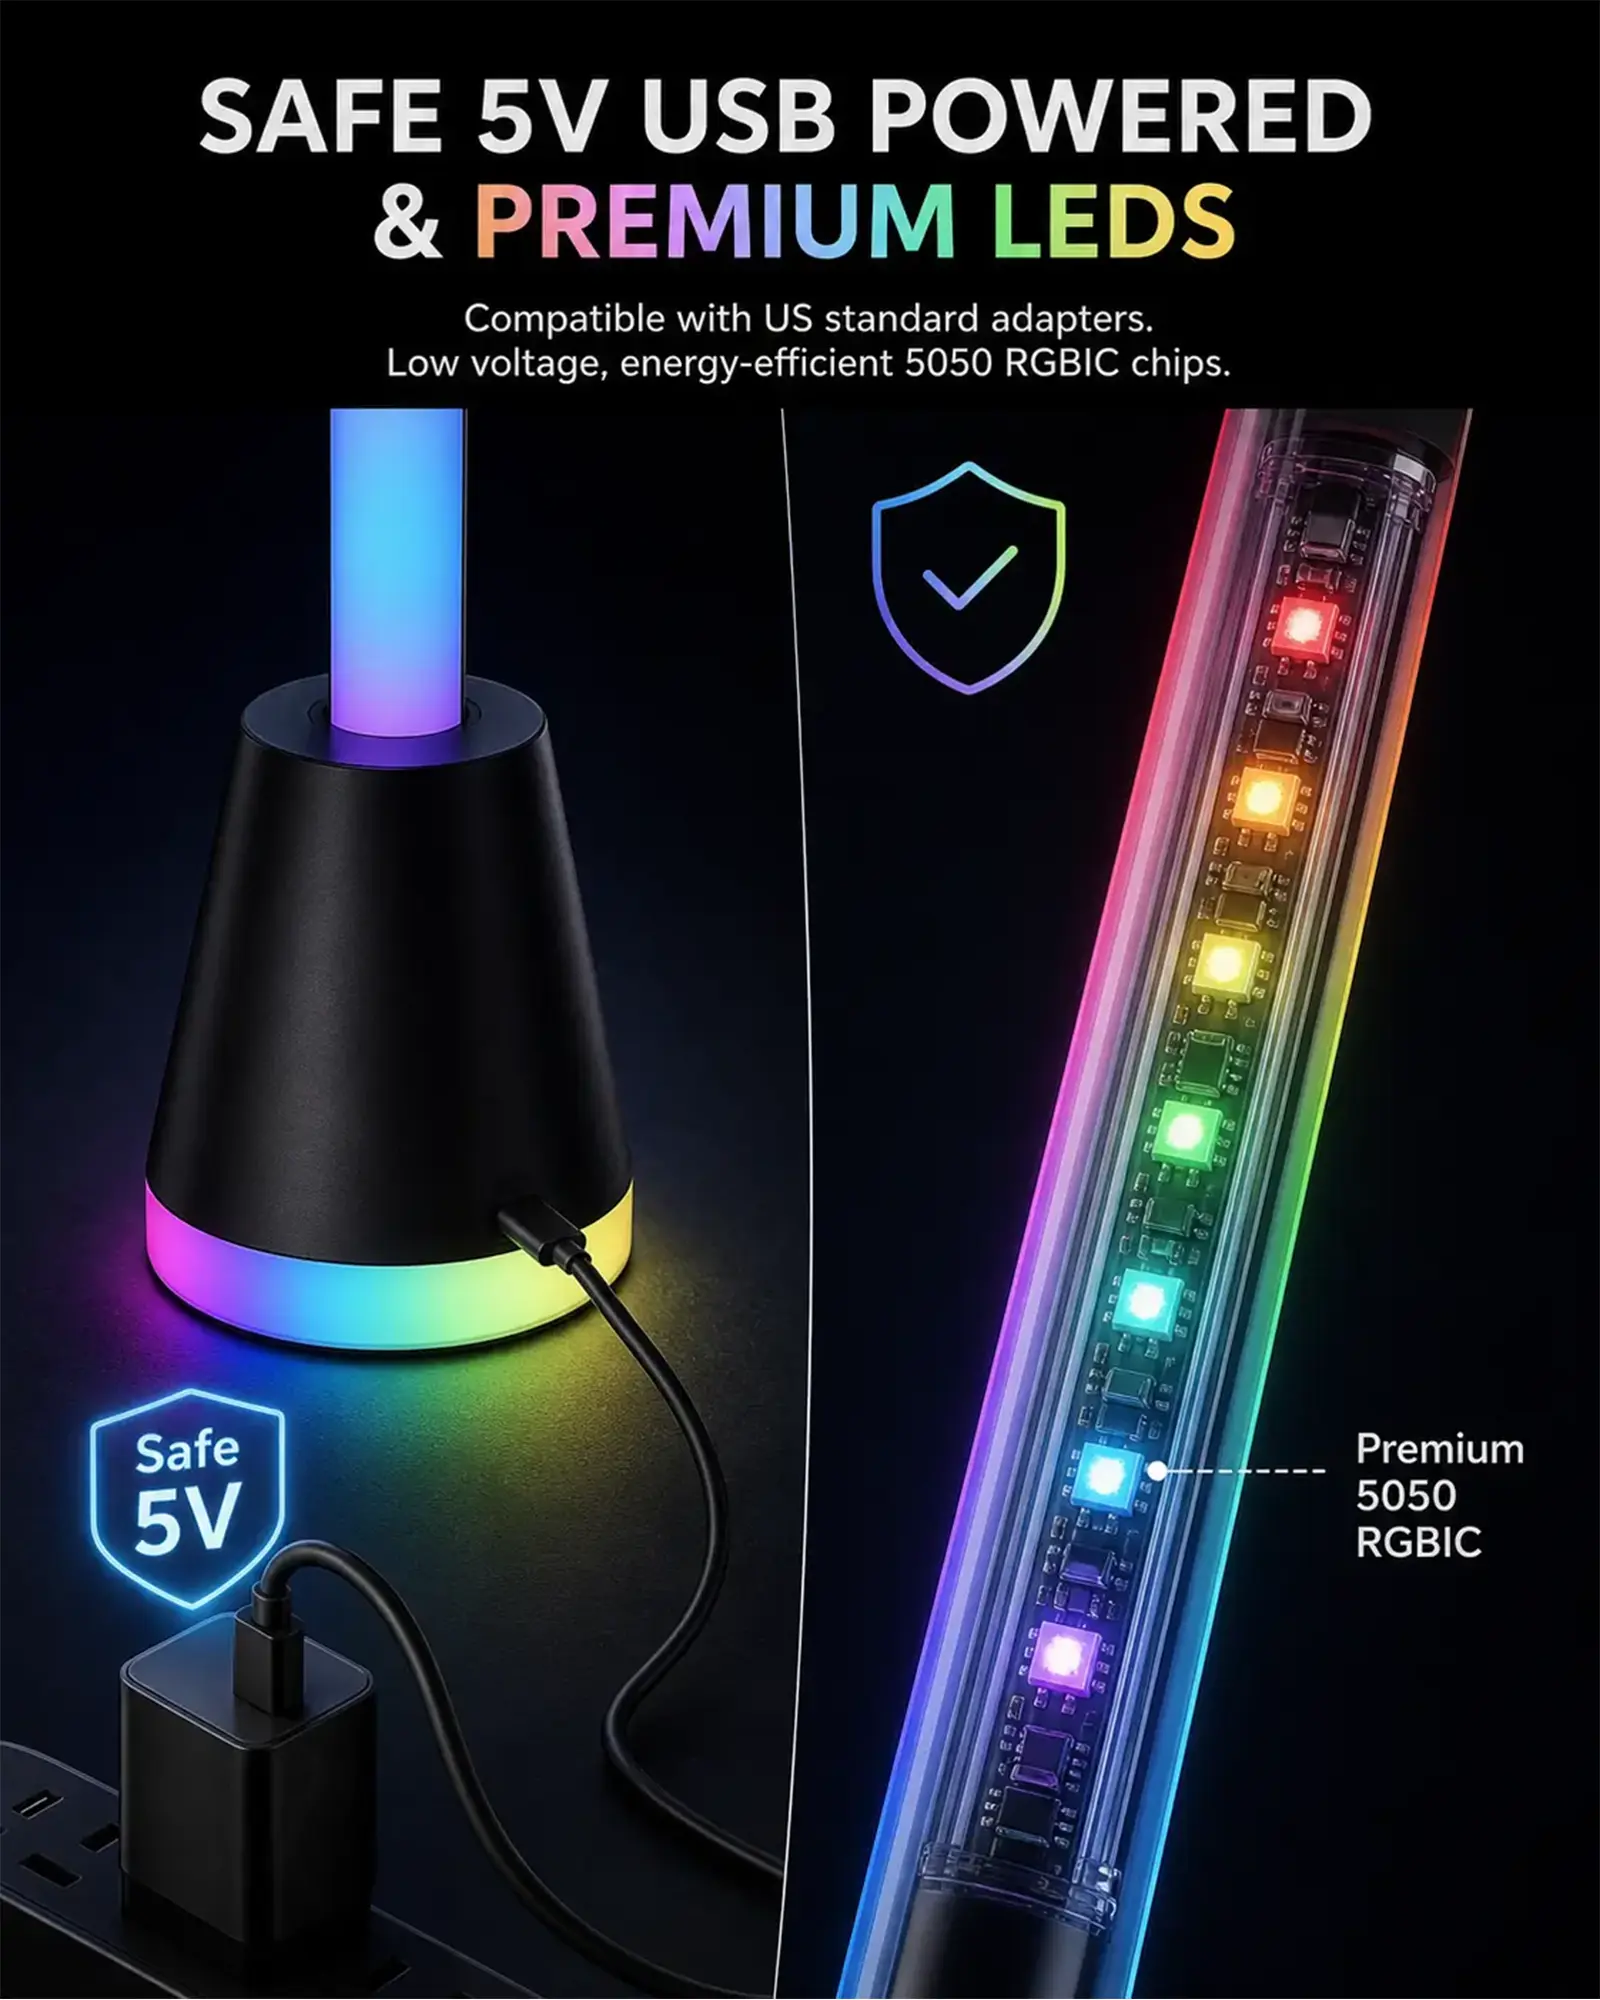 SAFE 5V USB POWERED
& PREMIUM LEDS
Compatible with US standard adapters.
Low voltage, energy-efficient 5050 RGBIC chips.
Safe
5V
Premium
5050
RGBIC